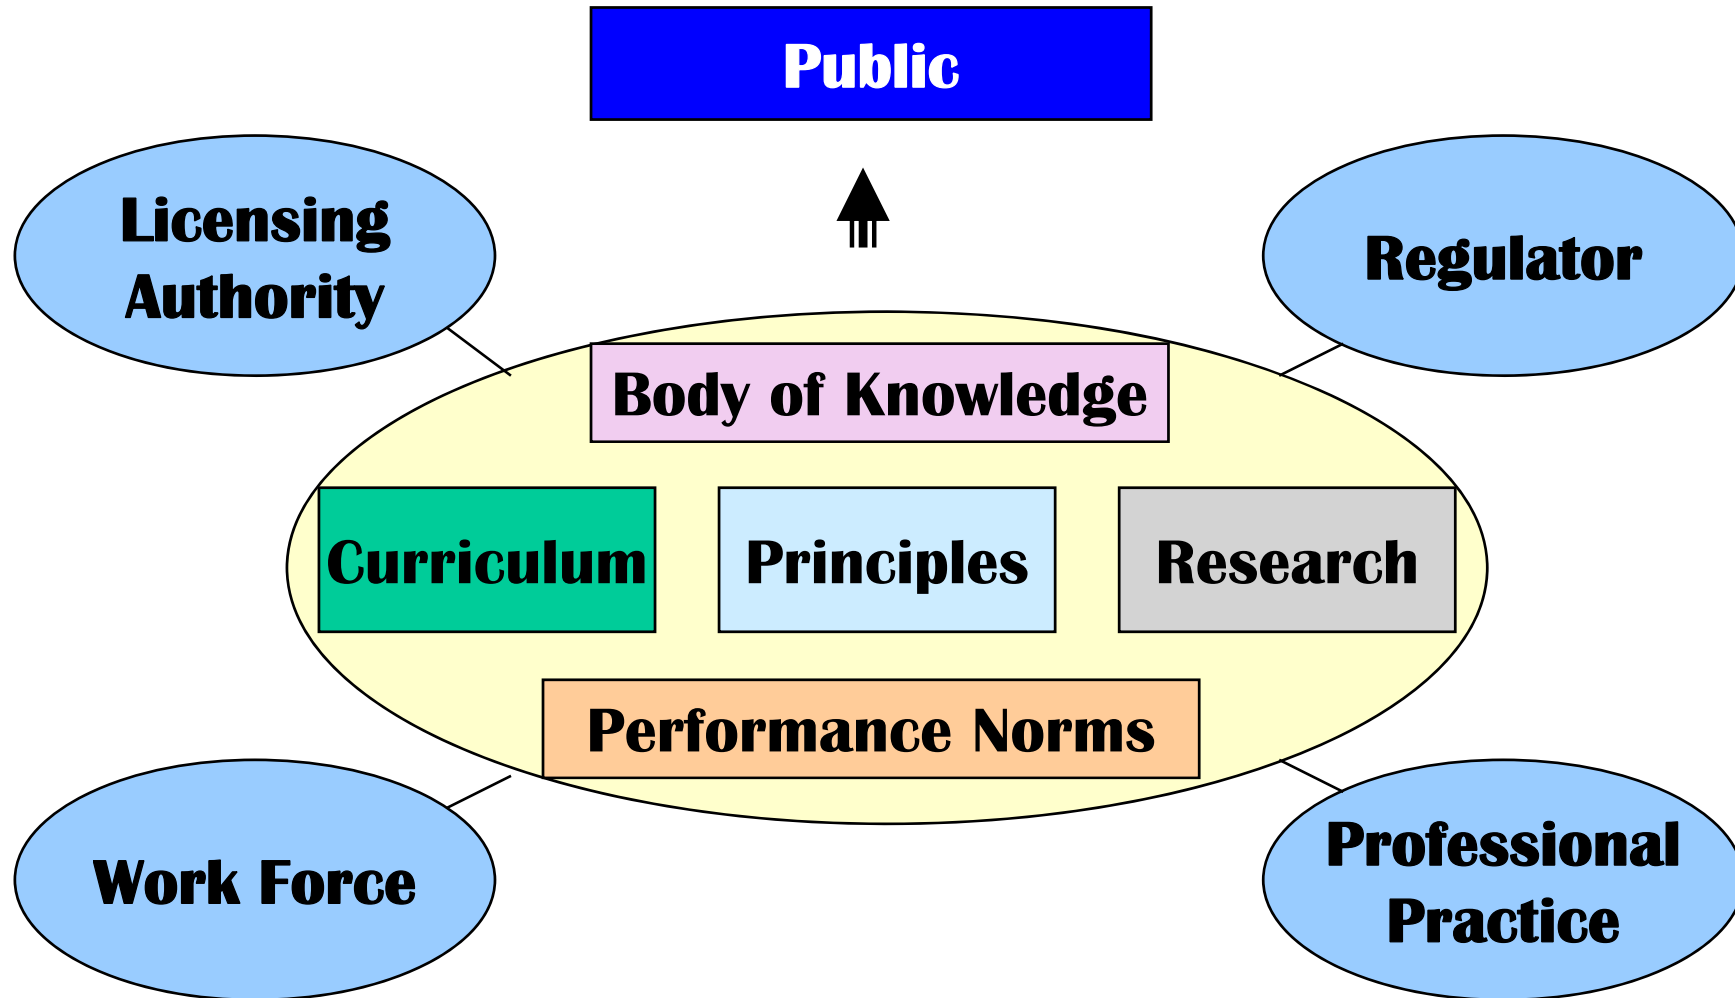 Public
Licensing
Authority
Regulator
Body of Knowledge
Curriculum
Principles
Research
Performance Norms
Work Force
Professional
Practice